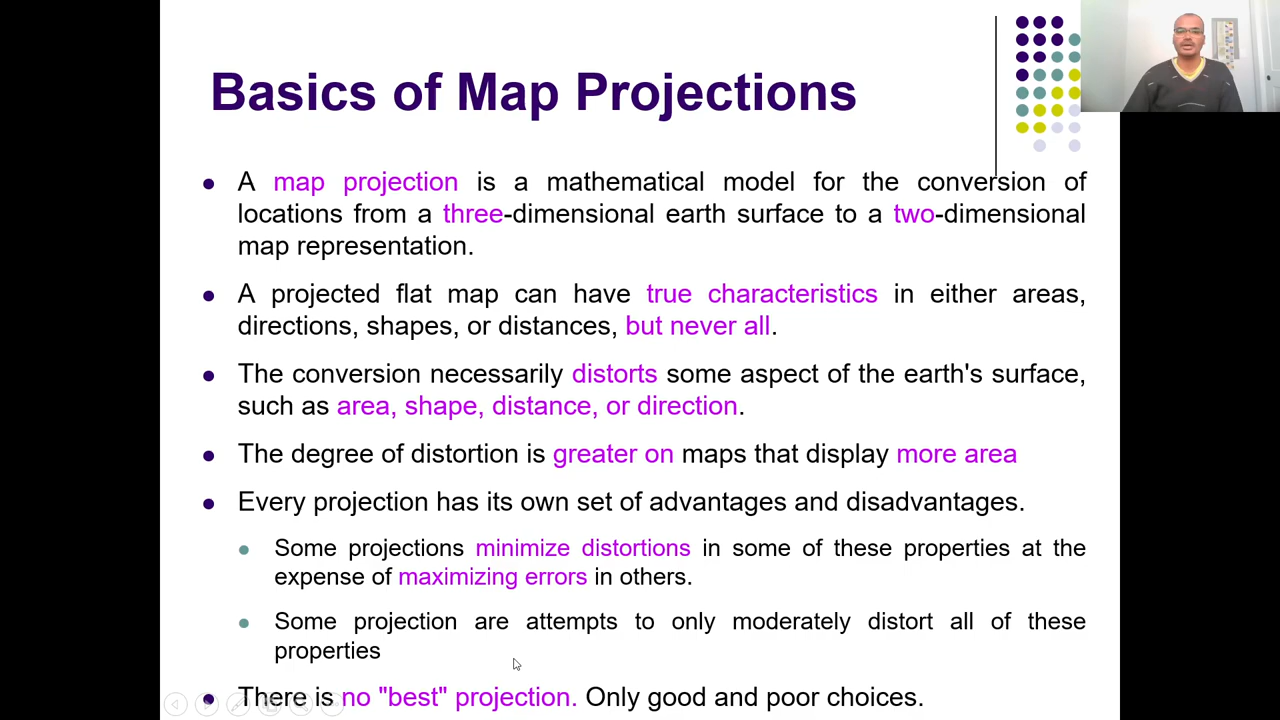 Basics of Map Projections
A map projection is a mathematical model for the conversion of
locations from a three-dimensional earth surface to a two-dimensional
map representation.
A projected flat map can have true characteristics in either areas,
directions, shapes, or distances, but never all.
The conversion necessarily distorts some aspect of the earth's surface,
such as area, shape, distance, or direction.
The degree of distortion is greater on maps that display more area
Every projection has its own set of advantages and disadvantages.
Some projections minimize distortions in some of these properties at the
expense of maximizing errors in others.
Some projection are attempts to only moderately distort all of these
properties
There is no "best" projection. Only good and poor choices.